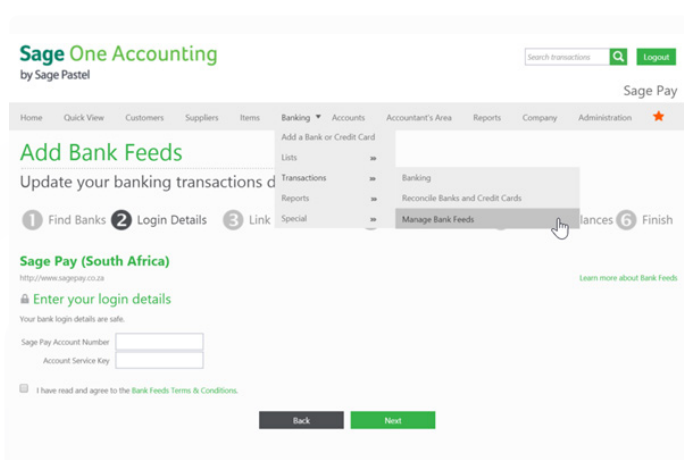 Sage One Accounting
by Sage Pastel
Search transactions
Logout
Sage Pay
Home Quick View Customers Suppliers Items Banking Accounts Accountant's Area Reports Company Administration
Add a Bank or Credit Card
Lists
Transactions
Reports
Special
Banking
Reconcile Banks and Credit Cards
Manage Bank Feeds
Add Bank Feeds
Update your banking transactions d
1 Find Banks 2 Login Details 3 Link lances 6 Finish
Sage Pay (South Africa)
http://www.sagepay.co.za
Learn more about Bank Feeds
Enter your login details
Your bank login details are safe.
Sage Pay Account Number
Account Service Key
I have read and agree to the Bank Feeds Terms & Conditions.
Back Next